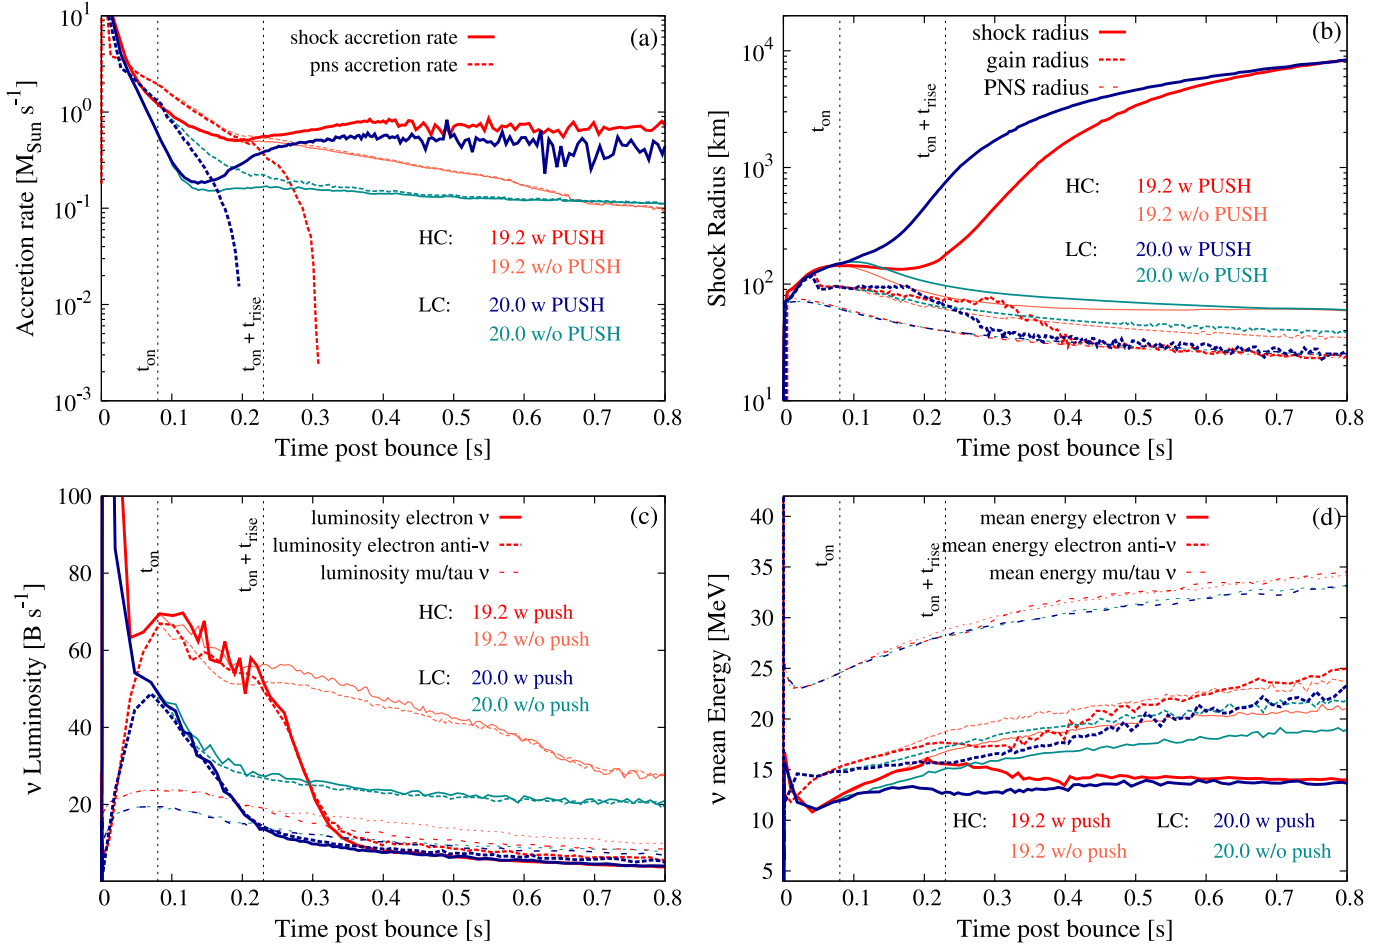 (a)
shock accretion rate
pns accretion rate
10^1
10^0
10^-1
10^-2
10^-3
Accretion rate [M_Sun s^-1]
t_on
t_on + t_rise
HC: 19.2 w PUSH
19.2 w/o PUSH
LC: 20.0 w PUSH
20.0 w/o PUSH
0 0.1 0.2 0.3 0.4 0.5 0.6 0.7 0.8
Time post bounce [s]
(b)
shock radius
gain radius
PNS radius
10^4
10^3
10^2
10^1
Shock Radius [km]
t_on
t_on + t_rise
HC: 19.2 w PUSH
19.2 w/o PUSH
LC: 20.0 w PUSH
20.0 w/o PUSH
0 0.1 0.2 0.3 0.4 0.5 0.6 0.7 0.8
Time post bounce [s]
(c)
luminosity electron ν
luminosity electron anti-ν
luminosity mu/tau ν
100
80
60
40
20
ν Luminosity [B s^-1]
t_on
t_on + t_rise
HC: 19.2 w push
19.2 w/o push
LC: 20.0 w push
20.0 w/o push
0 0.1 0.2 0.3 0.4 0.5 0.6 0.7 0.8
Time post bounce [s]
(d)
mean energy electron ν
mean energy electron anti-ν
mean energy mu/tau ν
40
35
30
25
20
15
10
5
ν mean Energy [MeV]
t_on
t_on + t_rise
HC: 19.2 w push LC: 20.0 w push
19.2 w/o push 20.0 w/o push
0 0.1 0.2 0.3 0.4 0.5 0.6 0.7 0.8
Time post bounce [s]